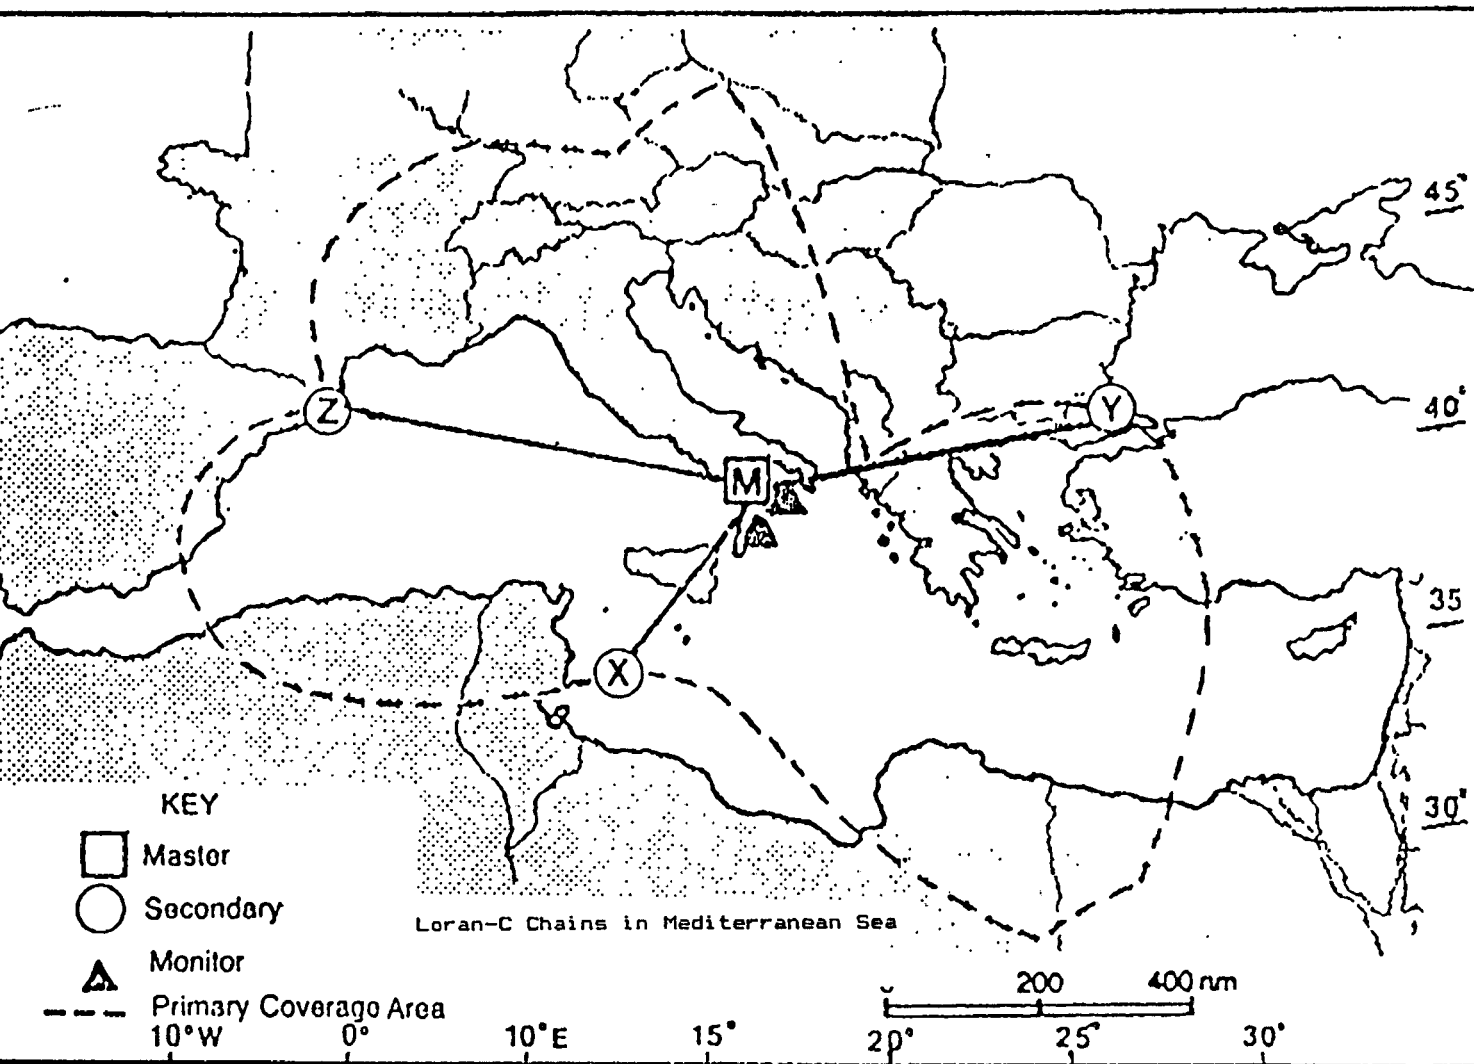 45°
Z
Y
40°
M
35
X
30°
KEY
Master
Secondary
Loran-C Chains in Mediterranean Sea
Monitor
200 400 nm
Primary Coverage Area
10°W 0° 10°E 15° 20° 25° 30°